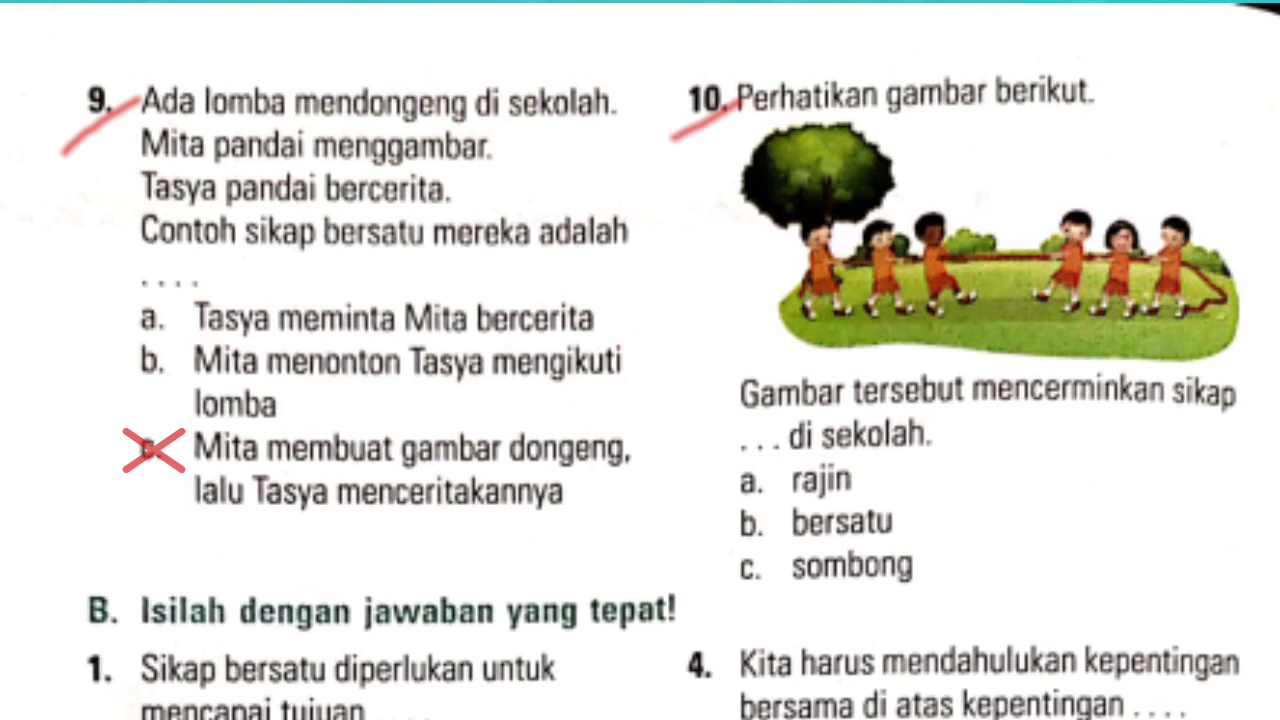 9. Ada lomba mendongeng di sekolah.
Mita pandai menggambar.
Tasya pandai bercerita.
Contoh sikap bersatu mereka adalah
. . . .
a. Tasya meminta Mita bercerita
b. Mita menonton Tasya mengikuti
lomba
c. Mita membuat gambar dongeng,
lalu Tasya menceritakannya
10. Perhatikan gambar berikut.
Gambar tersebut mencerminkan sikap
. . . di sekolah.
a. rajin
b. bersatu
c. sombong
B. Isilah dengan jawaban yang tepat!
1. Sikap bersatu diperlukan untuk
mencapai tujuan . . . .
4. Kita harus mendahulukan kepentingan
bersama di atas kepentingan . . . .